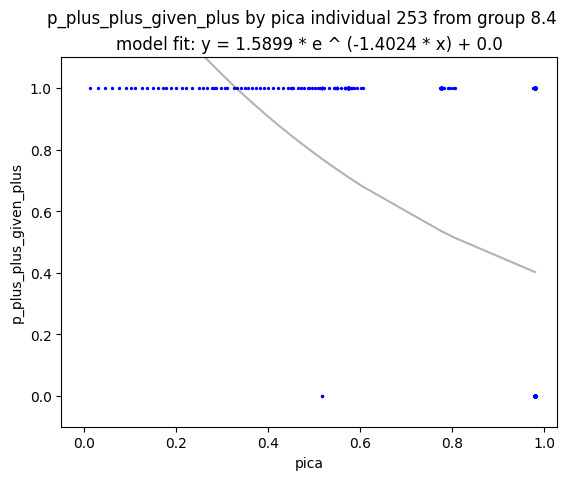 p_plus_plus_given_plus by pica individual 253 from group 8.4
model fit: y = 1.5899 * e ^ (-1.4024 * x) + 0.0
p_plus_plus_given_plus
1.0
0.8
0.6
0.4
0.2
0.0
0.0 0.2 0.4 0.6 0.8 1.0
pica